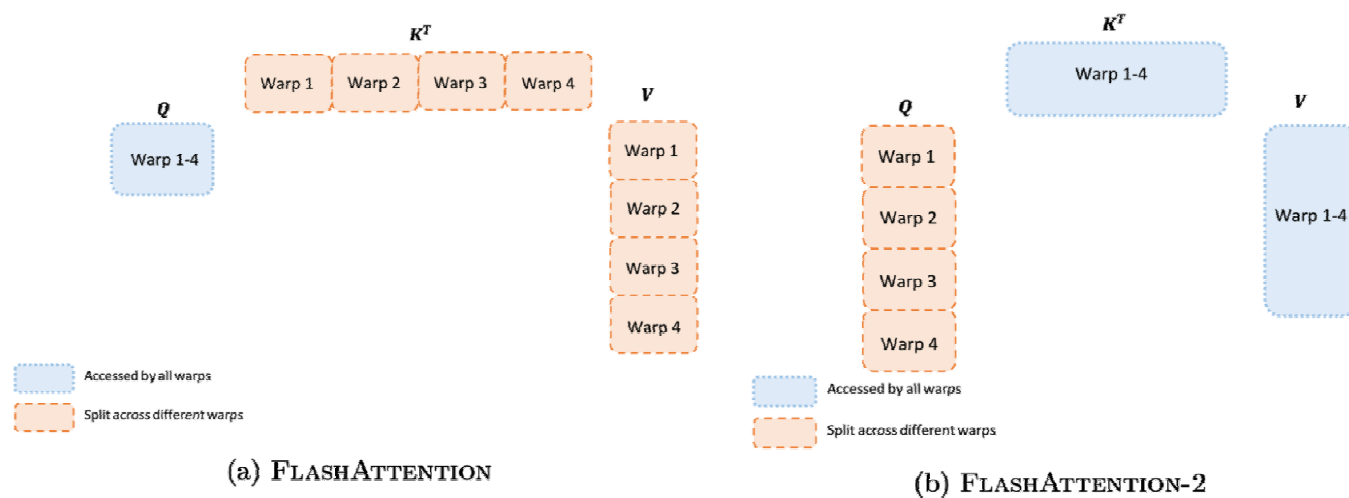 K^T
Warp 1 Warp 2 Warp 3 Warp 4
Q
Warp 1-4
V
Warp 1
Warp 2
Warp 3
Warp 4
Accessed by all warps
Split across different warps
(a) FLASHATTENTION
K^T
Warp 1-4
Q
Warp 1
Warp 2
Warp 3
Warp 4
V
Warp 1-4
Accessed by all warps
Split across different warps
(b) FLASHATTENTION-2